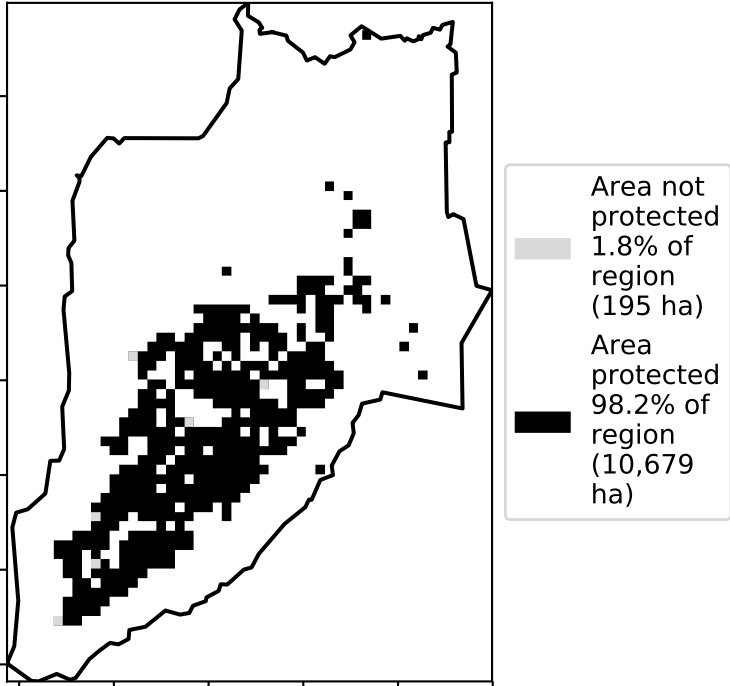 Area not
protected
1.8% of
region
(195 ha)
Area
protected
98.2% of
region
(10,679
ha)